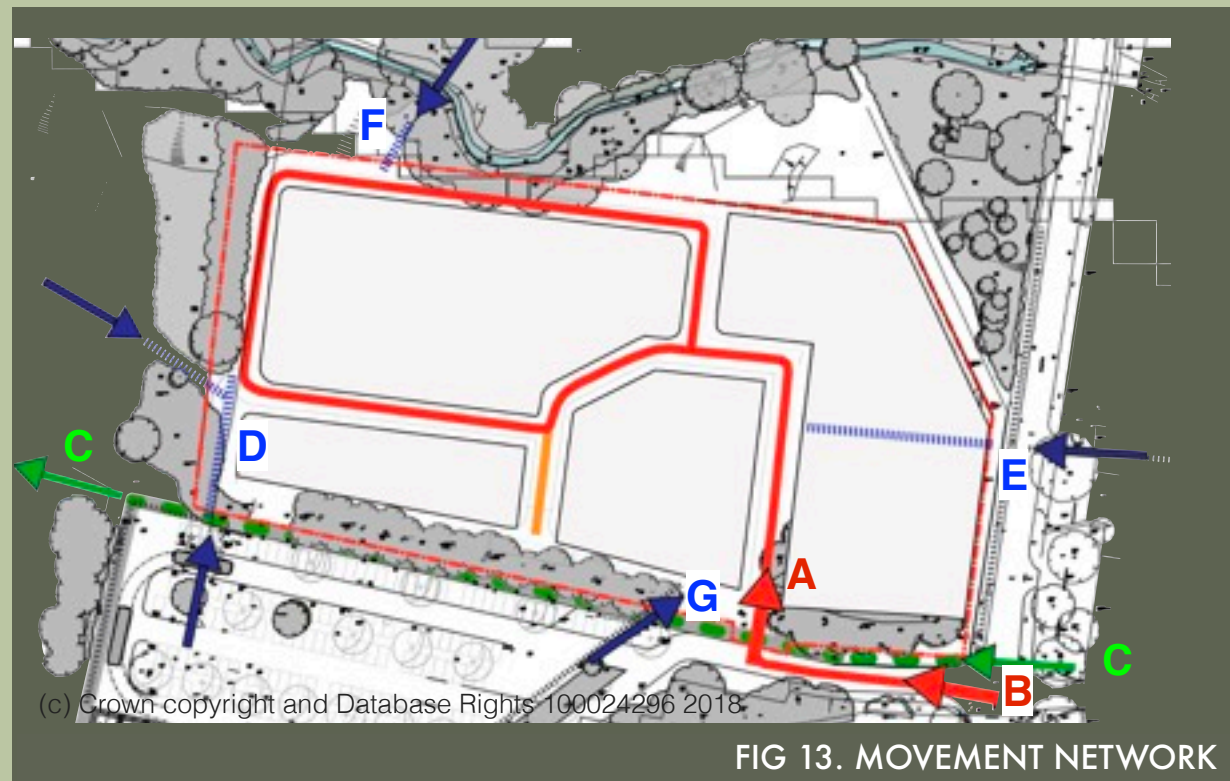 F
C
D
E
A
G
C
B
(c) Crown copyright and Database Rights 100024296 2018
FIG 13. MOVEMENT NETWORK